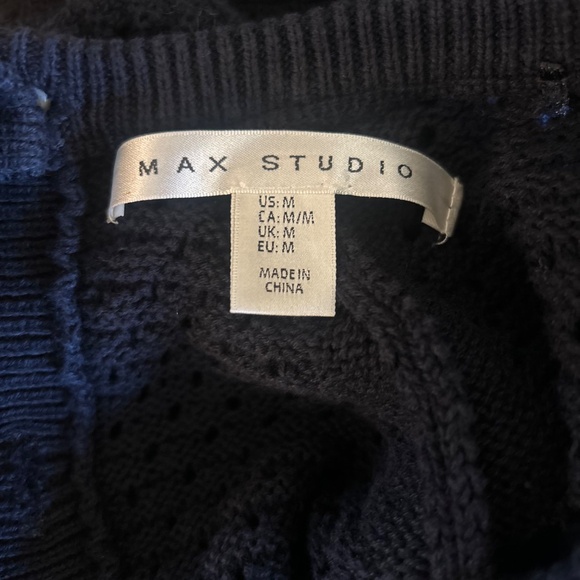 MAX STUDIO
US: M
CA: M/M
UK: M
EU: M
MADE IN
CHINA